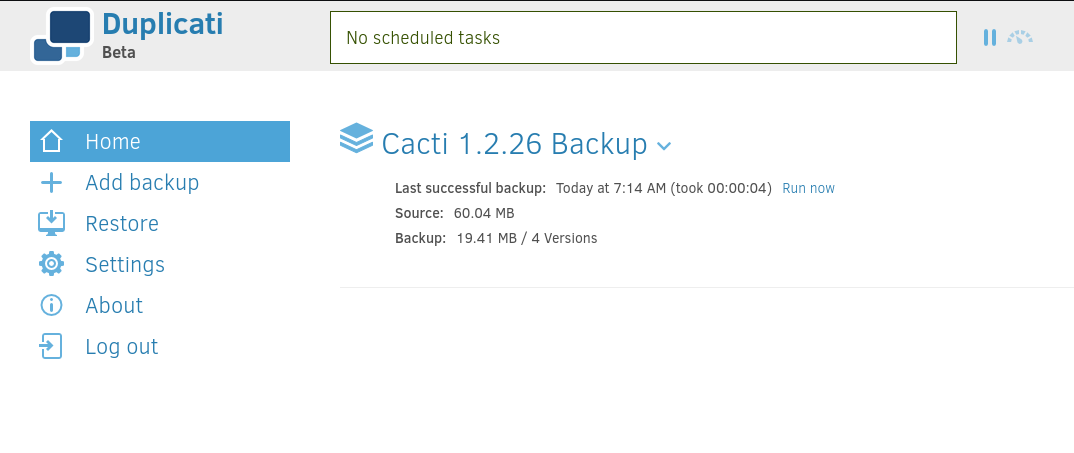 Duplicati
Beta
No scheduled tasks
Home
Add backup
Restore
Settings
About
Log out
Cacti 1.2.26 Backup
Last successful backup: Today at 7:14 AM (took 00:00:04) Run now
Source: 60.04 MB
Backup: 19.41 MB / 4 Versions